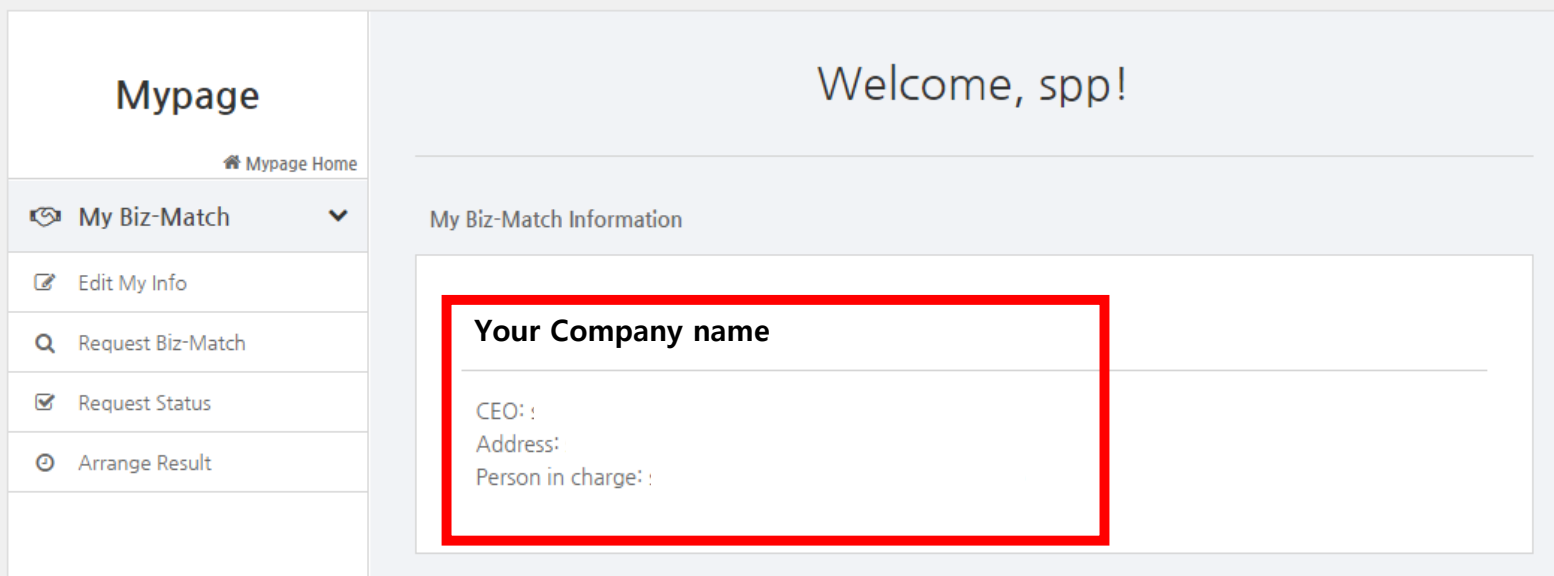 Mypage
Mypage Home
My Biz-Match
Edit My Info
Request Biz-Match
Request Status
Arrange Result
Welcome, spp!
My Biz-Match Information
Your Company name
CEO:
Address:
Person in charge: